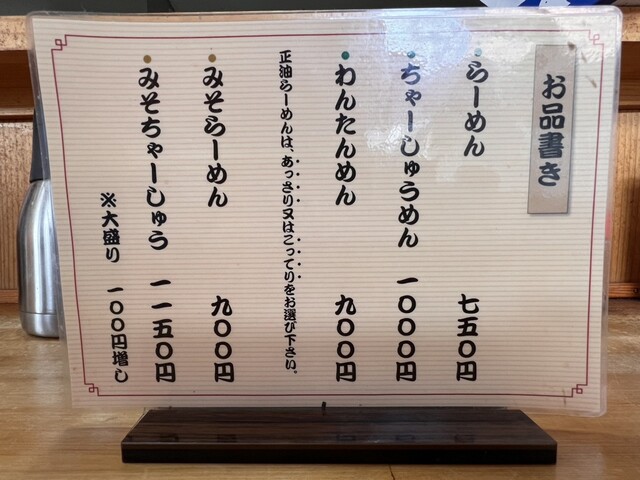 お品書き
らーめん 七五〇円
ちゃーしゅうめん 一〇〇〇円
わんたんめん 九〇〇円
正油らーめんは、あっさり又はこってりをお選び下さい。
みそらーめん 九〇〇円
みそちゃーしゅう 一一五〇円
※大盛り 一〇〇円増し